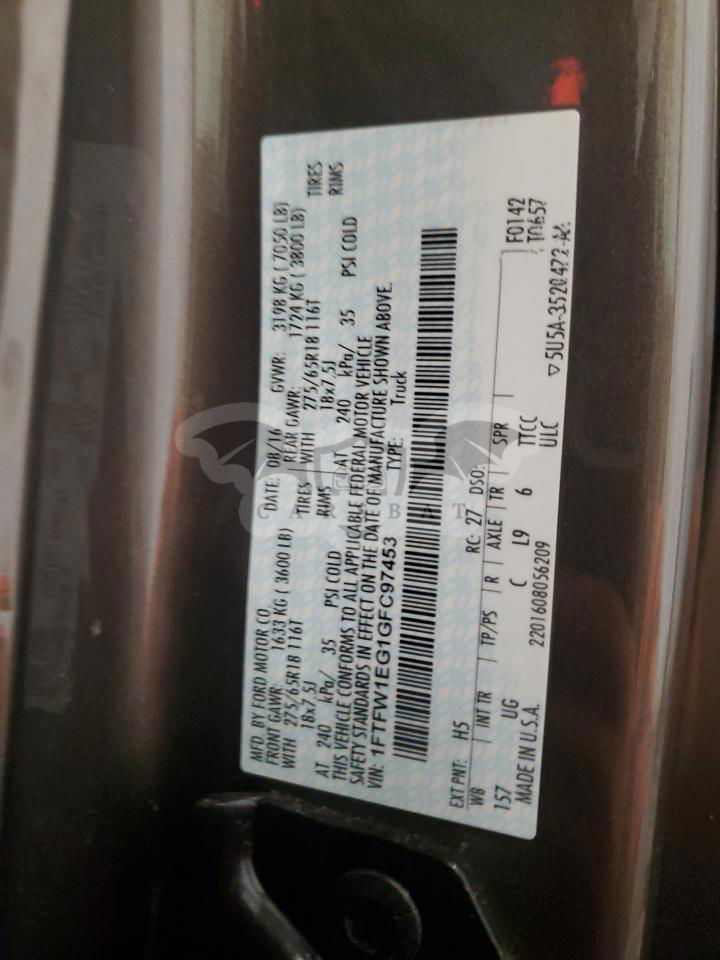 MFD. BY FORD MOTOR CO. DATE: 08/16 GVWR: 3198 KG ( 7050 LB)
FRONT GAWR: 1633 KG ( 3600 LB) REAR GAWR: 1724 KG ( 3800 LB)
WITH 275/65R18 116T TIRES WITH 275/65R18 116T TIRES
18x7.5J RIMS 18x7.5J RIMS
AT 240 kPa/ 35 PSI COLD AT 240 kPa/ 35 PSI COLD
THIS VEHICLE CONFORMS TO ALL APPLICABLE FEDERAL MOTOR VEHICLE
SAFETY STANDARDS IN EFFECT ON THE DATE OF MANUFACTURE SHOWN ABOVE.
VIN: 1FTFW1EG1GFC97453 TYPE: Truck
EXT PNT: H5 RC: 27 DSO: F0142
T0657
WB INT TR TP/PS R AXLE TR SPR
157 UG C L9 6 TTCC
MADE IN U.S.A. 2201608056209 ULC
5U5A-3520472-AA
CARCBAT